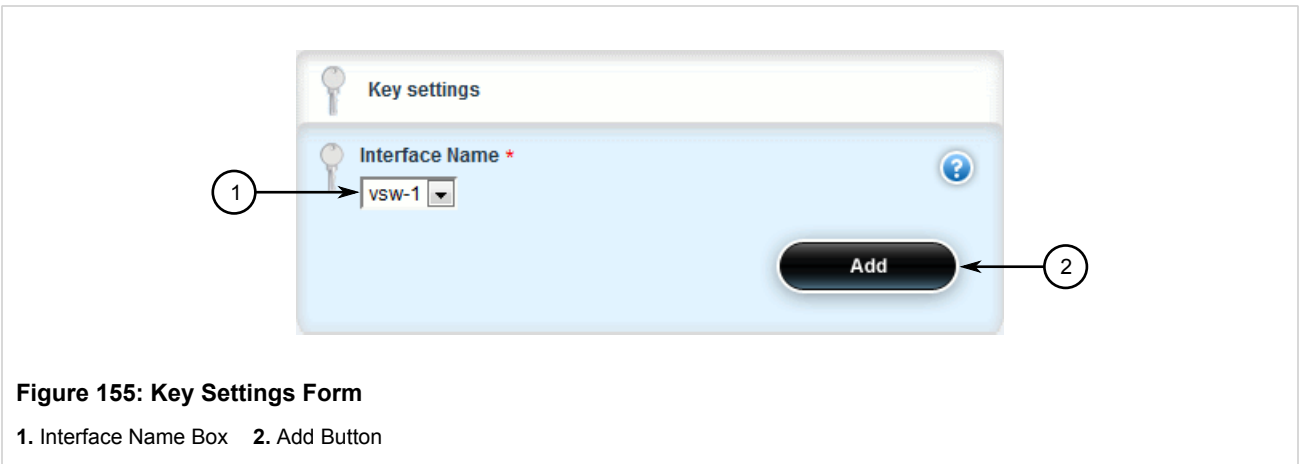 Key settings
Interface Name *
1
vsw-1
?
Add
2
Figure 155: Key Settings Form
1. Interface Name Box 2. Add Button